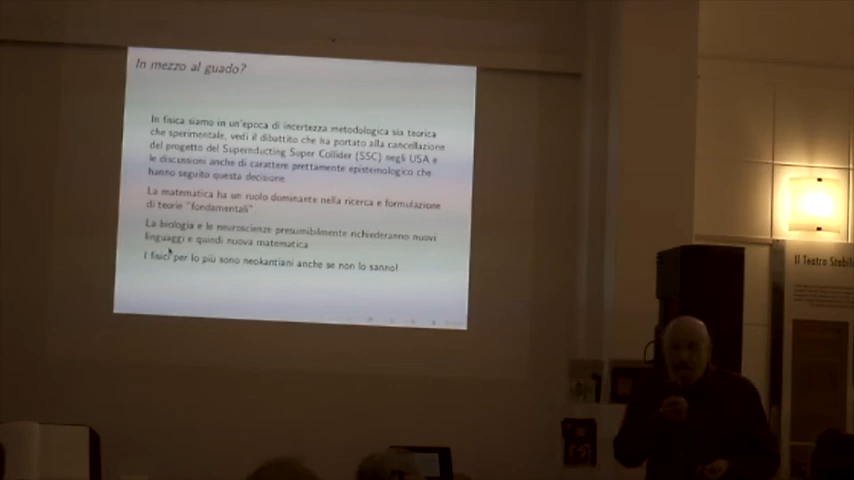 In mezzo al guado?
In fisica siamo in un'epoca di incertezza metodologica sia teorica
che sperimentale, vedi il dibattito che ha portato alla cancellazione
del progetto del Supernducting Super Collider (SSC) negli USA e
le discussioni anche di carattere prettamente epistemologico che
hanno seguito questa decisione
La matematica ha un ruolo dominante nella ricerca e formulazione
di teorie "fondamentali"
La biologia e le neuroscienze presumibilmente richiederanno nuovi
linguaggi e quindi nuova matematica
I fisici per lo più sono neokantiani anche se non lo sanno!
Il Teatro Stabile